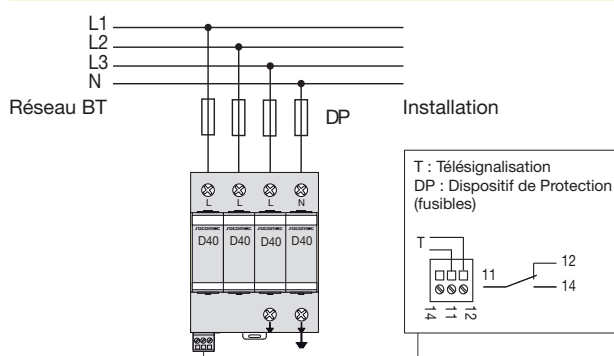 L1
L2
L3
N
Réseau BT
DP
Installation
L L L N
socomec socomec socomec socomec
D40 D40 D40 D40
T : Télésignalisation
DP : Dispositif de Protection
(fusibles)
T
11
12
14
14 11 12